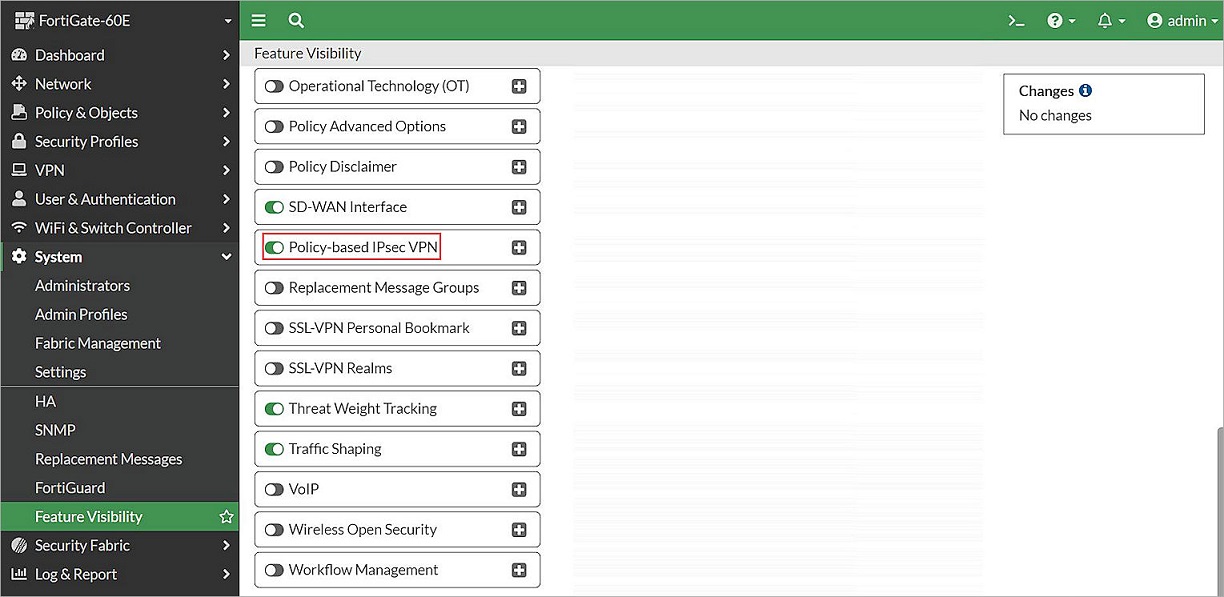 FortiGate-60E
>_
admin
Dashboard
Network
Policy & Objects
Security Profiles
VPN
User & Authentication
WiFi & Switch Controller
System
Administrators
Admin Profiles
Fabric Management
Settings
HA
SNMP
Replacement Messages
FortiGuard
Feature Visibility
Security Fabric
Log & Report
Feature Visibility
Operational Technology (OT)
Policy Advanced Options
Policy Disclaimer
SD-WAN Interface
Policy-based IPsec VPN
Replacement Message Groups
SSL-VPN Personal Bookmark
SSL-VPN Realms
Threat Weight Tracking
Traffic Shaping
VoIP
Wireless Open Security
Workflow Management
Changes
No changes